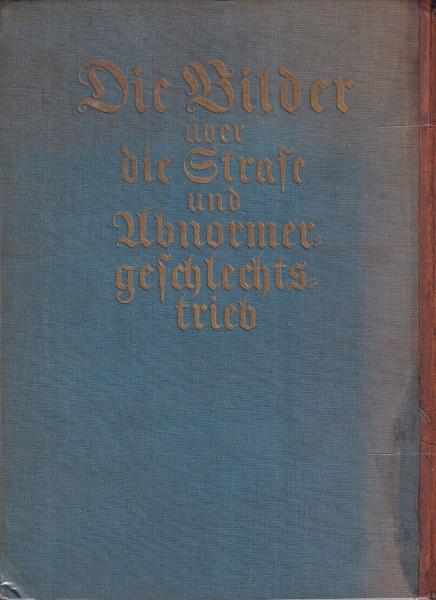 Die Bilder
über
die Strafe
und
Abnormer-
geschlechts-
trieb